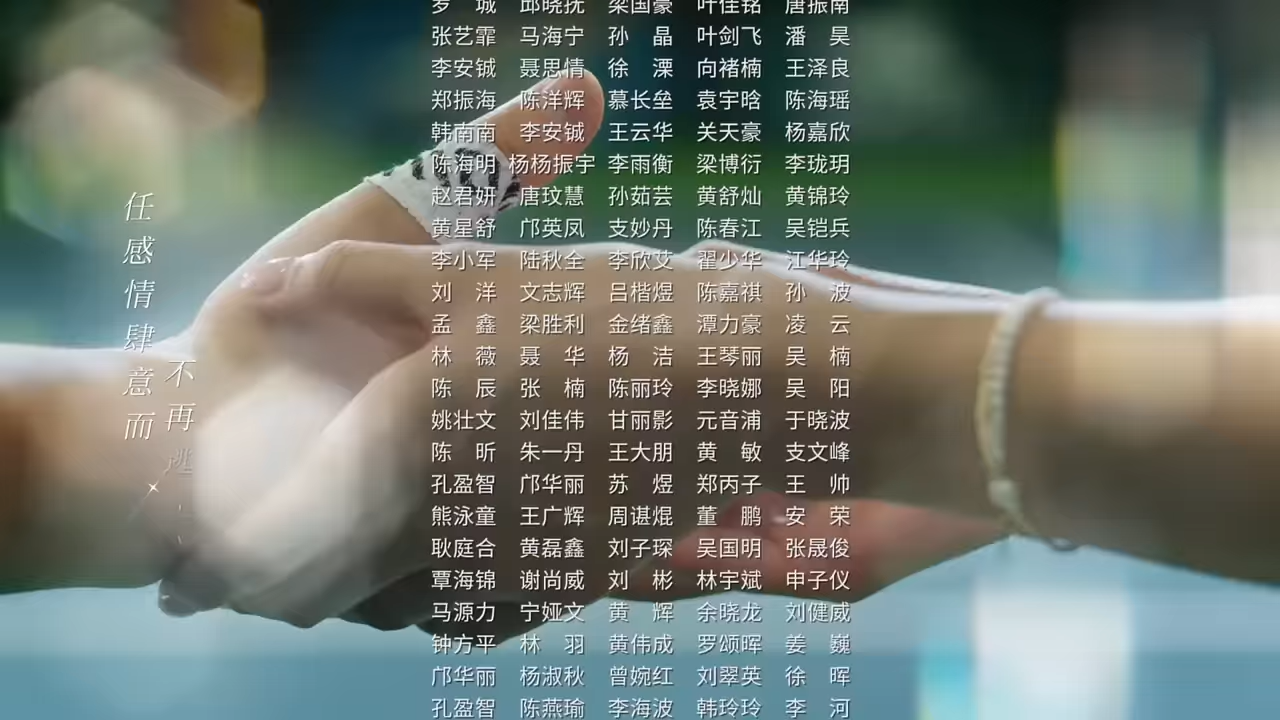 罗 城 邱晓抚 梁国豪 叶佳铭 唐振南
张艺霏 马海宁 孙 晶 叶剑飞 潘 昊
李安铖 聂思情 徐 溧 向褚楠 王泽良
郑振海 陈洋辉 慕长垒 袁宇晗 陈海瑶
韩南南 李安铖 王云华 关天豪 杨嘉欣
陈海明 杨杨振宇 李雨衡 梁博衍 李珑玥
赵君妍 唐玟慧 孙茹芸 黄舒灿 黄锦玲
黄星舒 邝英凤 支妙丹 陈春江 吴铠兵
李小军 陆秋全 李欣艾 翟少华 江华玲
刘 洋 文志辉 吕楷煜 陈嘉祺 孙 波
孟 鑫 梁胜利 金绪鑫 潭力豪 凌 云
林 薇 聂 华 杨 洁 王琴丽 吴 楠
陈 辰 张 楠 陈丽玲 李晓娜 吴 阳
姚壮文 刘佳伟 甘丽影 元音浦 于晓波
陈 昕 朱一丹 王大朋 黄 敏 支文峰
孔盈智 邝华丽 苏 煜 郑丙子 王 帅
熊泳童 王广辉 周谌焜 董 鹏 安 荣
耿庭合 黄磊鑫 刘子琛 吴国明 张晟俊
覃海锦 谢尚威 刘 彬 林宇斌 申子仪
马源力 宁娅文 黄 辉 余晓龙 刘健威
钟方平 林 羽 黄伟成 罗颂晖 姜 巍
邝华丽 杨淑秋 曾婉红 刘翠英 徐 晖
孔盈智 陈燕瑜 李海波 韩玲玲 李 河
任感情肆意而
不再逃